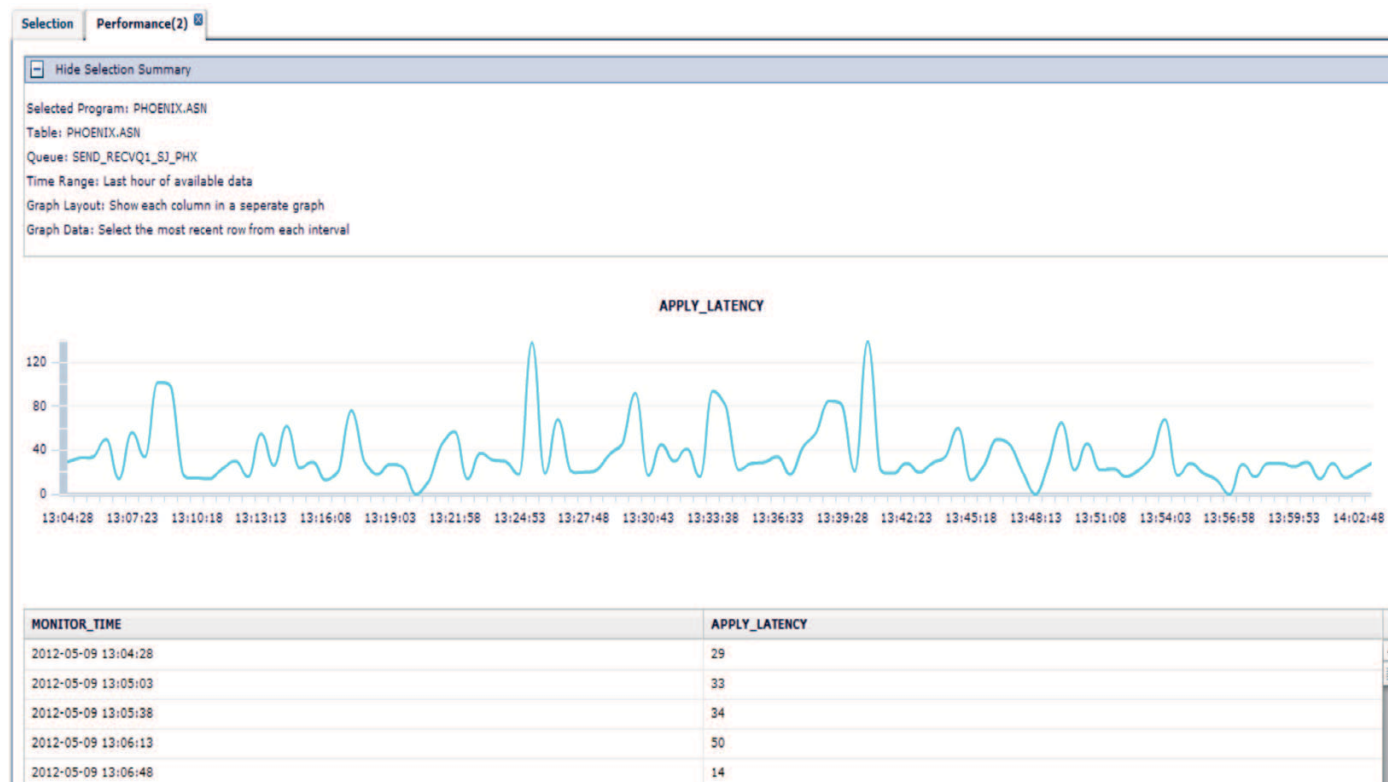 Selection Performance(2)
Hide Selection Summary
Selected Program: PHOENIX.ASN
Table: PHOENIX.ASN
Queue: SEND_RECVQ1_SJ_PHX
Time Range: Last hour of available data
Graph Layout: Show each column in a seperate graph
Graph Data: Select the most recent row from each interval
APPLY_LATENCY
120
80
40
0
13:04:28 13:07:23 13:10:18 13:13:13 13:16:08 13:19:03 13:21:58 13:24:53 13:27:48 13:30:43 13:33:38 13:36:33 13:39:28 13:42:23 13:45:18 13:48:13 13:51:08 13:54:03 13:56:58 13:59:53 14:02:48
MONITOR_TIME APPLY_LATENCY
2012-05-09 13:04:28 29
2012-05-09 13:05:03 33
2012-05-09 13:05:38 34
2012-05-09 13:06:13 50
2012-05-09 13:06:48 14